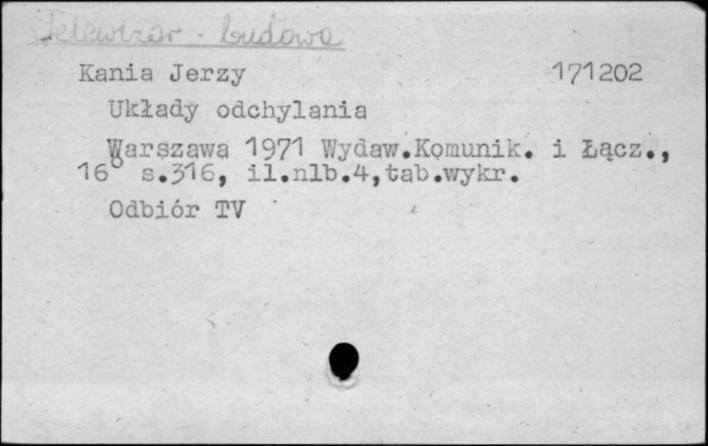 Telewizor - budowa
Kania Jerzy 171202
Układy odchylania
Warszawa 1971 Wydaw.Komunik. i Łącz.,
16° s.316, il.nlb.4,tab.wykr.
Odbiór TV